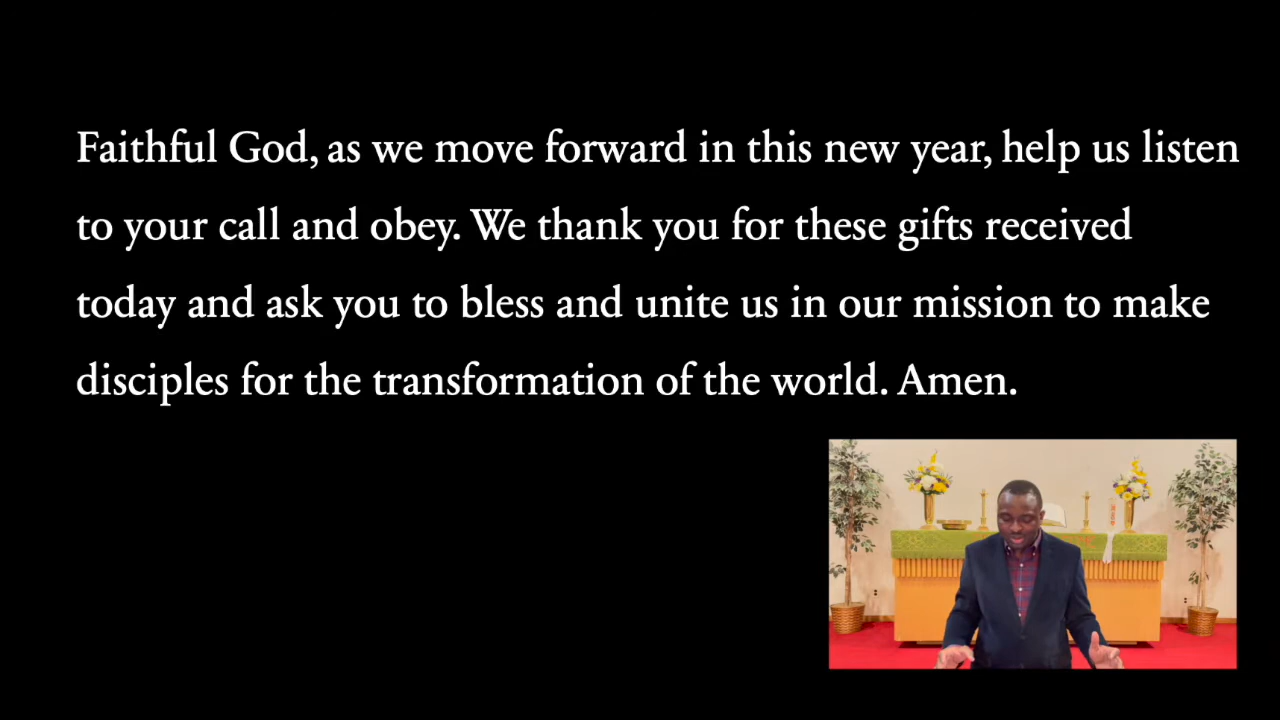 Faithful God, as we move forward in this new year, help us listen
to your call and obey. We thank you for these gifts received
today and ask you to bless and unite us in our mission to make
disciples for the transformation of the world. Amen.